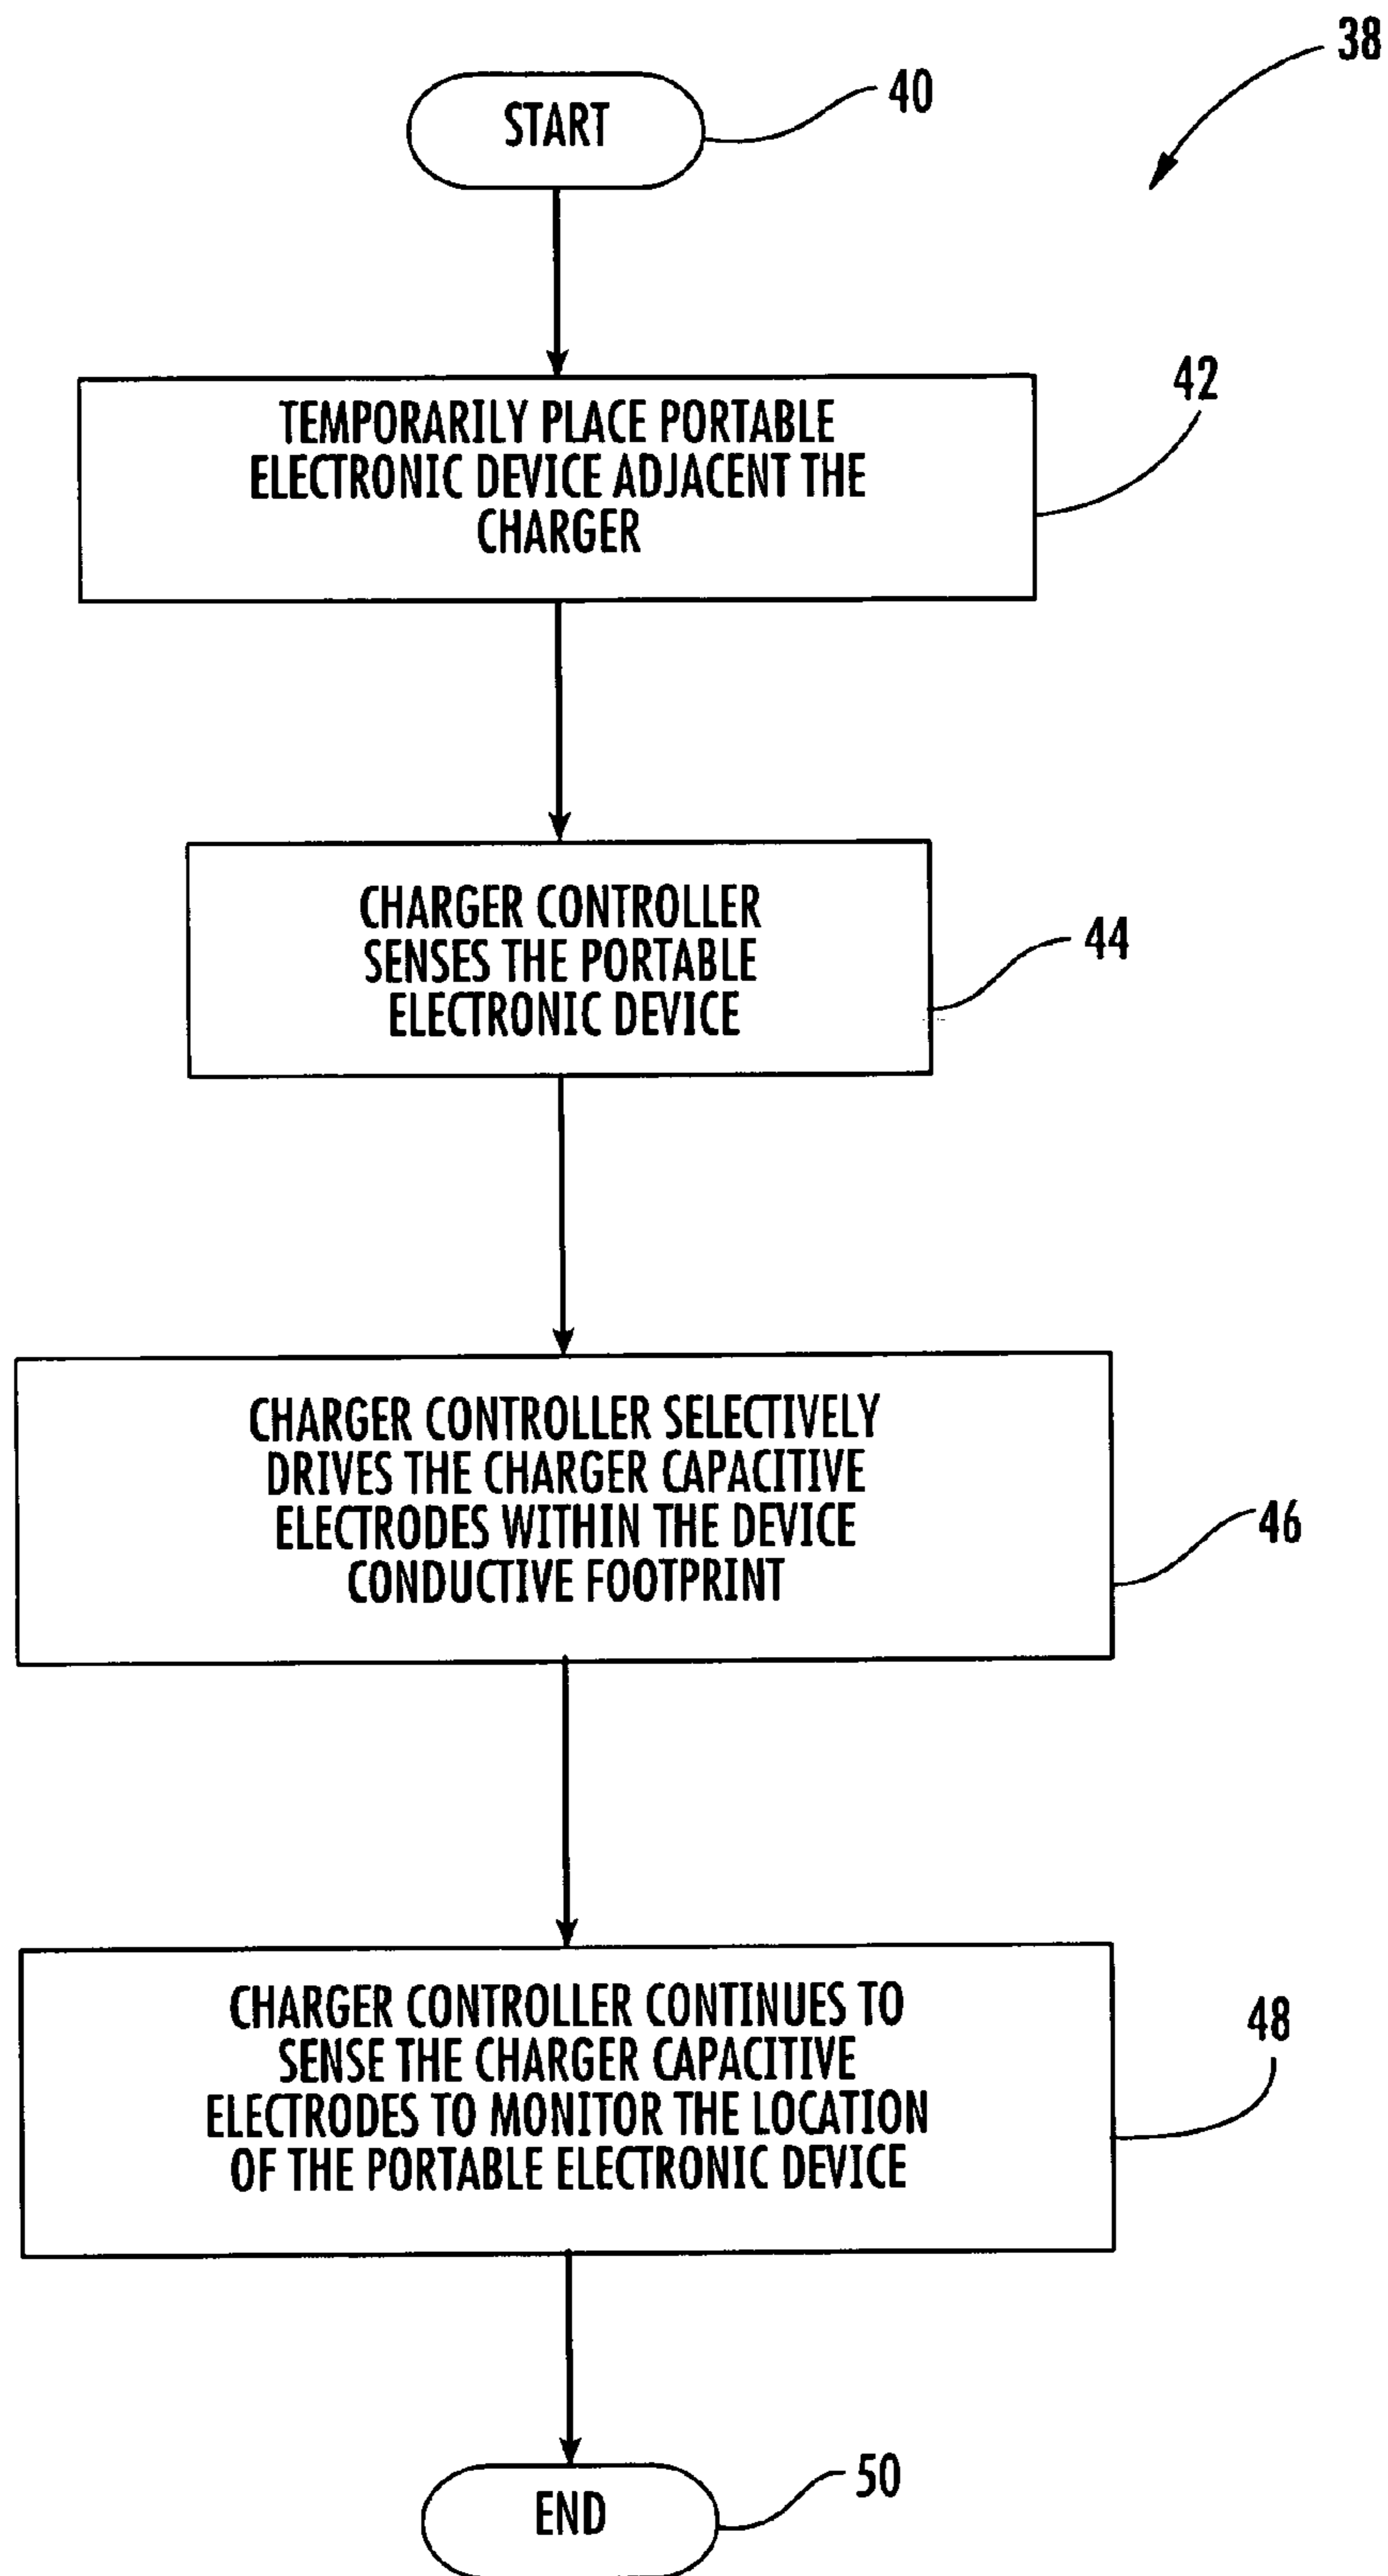 38
START
40
TEMPORARILY PLACE PORTABLE
ELECTRONIC DEVICE ADJACENT THE
CHARGER
42
CHARGER CONTROLLER
SENSES THE PORTABLE
ELECTRONIC DEVICE
44
CHARGER CONTROLLER SELECTIVELY
DRIVES THE CHARGER CAPACITIVE
ELECTRODES WITHIN THE DEVICE
CONDUCTIVE FOOTPRINT
46
CHARGER CONTROLLER CONTINUES TO
SENSE THE CHARGER CAPACITIVE
ELECTRODES TO MONITOR THE LOCATION
OF THE PORTABLE ELECTRONIC DEVICE
48
END
50